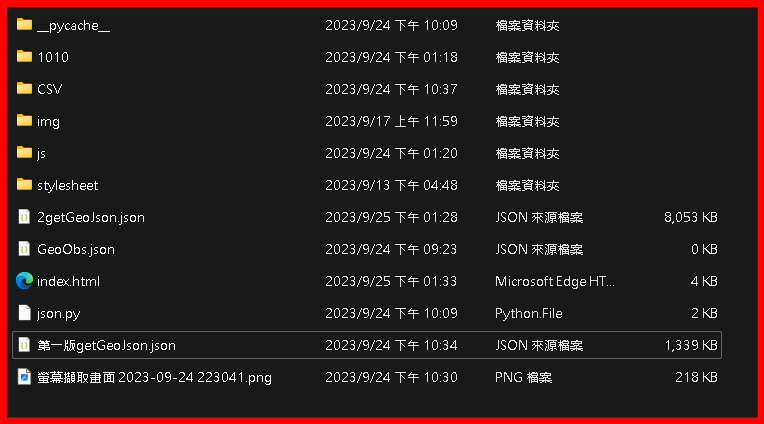 __pycache__ 2023/9/24 下午 10:09 檔案資料夾
1010 2023/9/24 下午 01:18 檔案資料夾
CSV 2023/9/24 下午 10:37 檔案資料夾
img 2023/9/17 上午 11:59 檔案資料夾
js 2023/9/24 下午 01:20 檔案資料夾
stylesheet 2023/9/13 下午 04:48 檔案資料夾
2getGeoJson.json 2023/9/25 下午 01:28 JSON 來源檔案 8,053 KB
GeoObs.json 2023/9/24 下午 09:23 JSON 來源檔案 0 KB
index.html 2023/9/25 下午 01:33 Microsoft Edge HT... 4 KB
json.py 2023/9/24 下午 10:09 Python.File 2 KB
第一版getGeoJson.json 2023/9/24 下午 10:34 JSON 來源檔案 1,339 KB
螢幕擷取畫面 2023-09-24 223041.png 2023/9/24 下午 10:30 PNG 檔案 218 KB